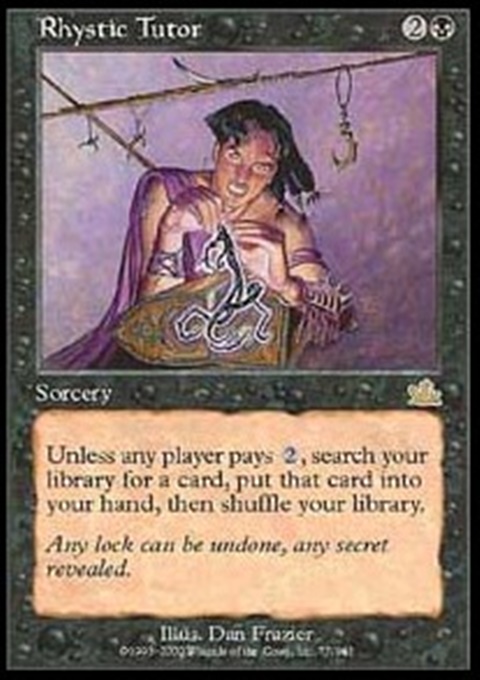 Rhystic Tutor 2
Sorcery
Unless any player pays 2, search your
library for a card, put that card into
your hand, then shuffle your library.
Any lock can be undone, any secret
revealed.
Illus. Dan Frazier